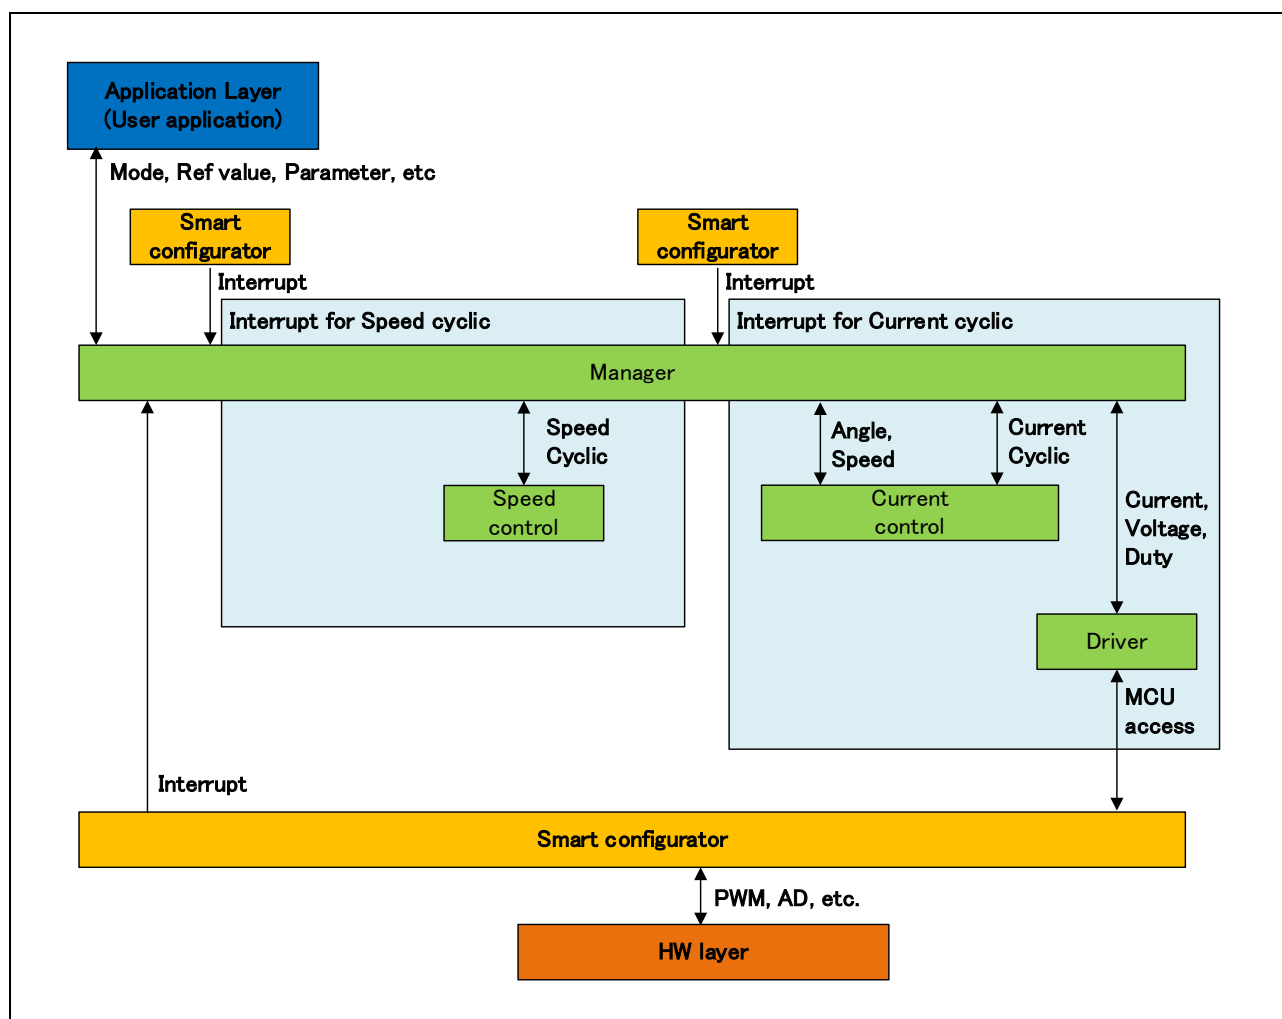 Application Layer
(User application)
Mode, Ref value, Parameter, etc
Smart
configurator
Smart
configurator
Interrupt
Interrupt
Interrupt for Speed cyclic
Interrupt for Current cyclic
Manager
Speed
Cyclic
Angle,
Speed
Current
Cyclic
Speed
control
Current
control
Current,
Voltage,
Duty
Driver
MCU
access
Interrupt
Smart configurator
PWM, AD, etc.
HW layer